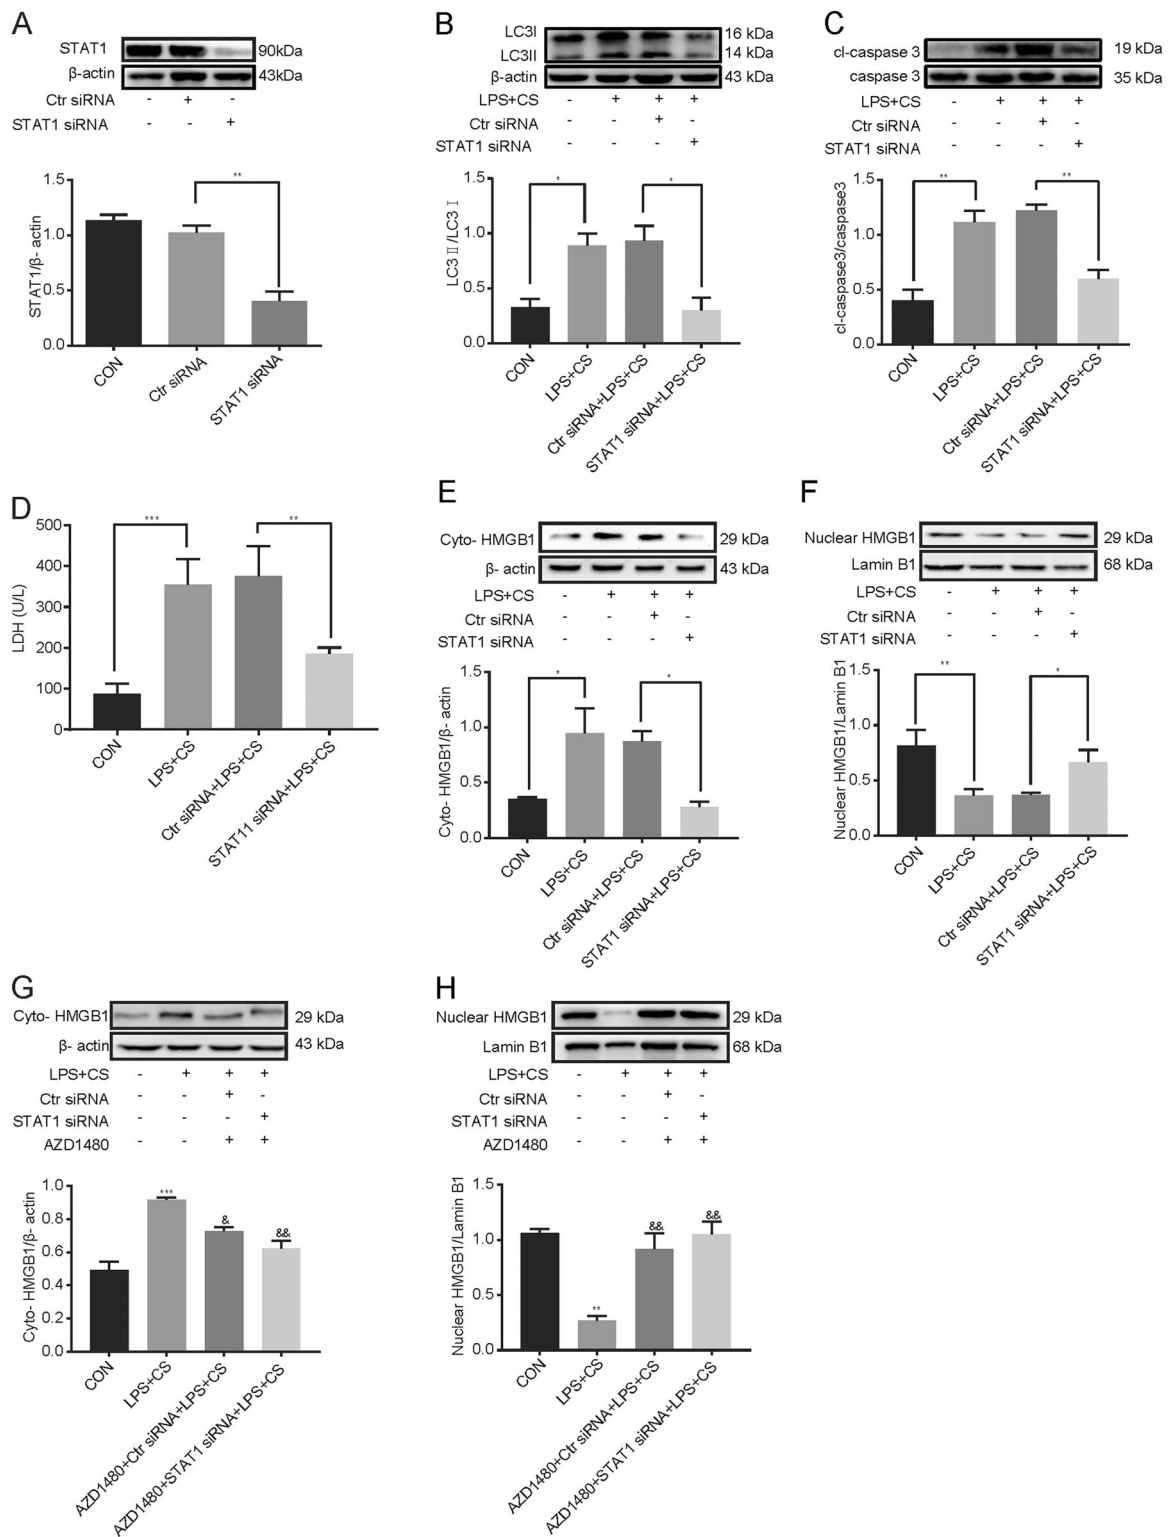 A
STAT1 90kDa
β-actin 43kDa
Ctr siRNA - + -
STAT1 siRNA - - +
**
1.5
1.0
0.5
0.0
STAT1/β- actin
CON
Ctr siRNA
STAT1 siRNA
B
LC3I 16 kDa
LC3II 14 kDa
β-actin 43 kDa
LPS+CS - + + +
Ctr siRNA - - + -
STAT1 siRNA - - - +
* *
1.5
1.0
0.5
0.0
LC3Ⅱ/LC3Ⅰ
CON
LPS+CS
Ctr siRNA+LPS+CS
STAT1 siRNA+LPS+CS
C
cl-caspase 3 19 kDa
caspase 3 35 kDa
LPS+CS - + + +
Ctr siRNA - - + -
STAT1 siRNA - - - +
** **
1.5
1.0
0.5
0.0
cl-caspase3/caspase3
CON
LPS+CS
Ctr siRNA+LPS+CS
STAT1 siRNA+LPS+CS
D
*** **
500
400
300
200
100
0
LDH (U/L)
CON
LPS+CS
Ctr siRNA+LPS+CS
STAT11 siRNA+LPS+CS
E
Cyto- HMGB1 29 kDa
β- actin 43 kDa
LPS+CS - + + +
Ctr siRNA - - + -
STAT1 siRNA - - - +
* *
1.5
1.0
0.5
0.0
Cyto- HMGB1/β- actin
CON
LPS+CS
Ctr siRNA+LPS+CS
STAT1 siRNA+LPS+CS
F
Nuclear HMGB1 29 kDa
Lamin B1 68 kDa
LPS+CS - + + +
Ctr siRNA - - + -
STAT1 siRNA - - - +
** *
1.5
1.0
0.5
0.0
Nuclear HMGB1/Lamin B1
CON
LPS+CS
Ctr siRNA+LPS+CS
STAT1 siRNA+LPS+CS
G
Cyto- HMGB1 29 kDa
β- actin 43 kDa
LPS+CS - + + +
Ctr siRNA - - + -
STAT1 siRNA - - - +
AZD1480 - - + +
*** & &&
1.0
0.8
0.6
0.4
0.2
0.0
Cyto- HMGB1/β- actin
CON
LPS+CS
AZD1480+Ctr siRNA+LPS+CS
AZD1480+STAT1 siRNA+LPS+CS
H
Nuclear HMGB1 29 kDa
Lamin B1 68 kDa
LPS+CS - + + +
Ctr siRNA - - + -
STAT1 siRNA - - - +
AZD1480 - - + +
** && &&
1.5
1.0
0.5
0.0
Nuclear HMGB1/Lamin B1
CON
LPS+CS
AZD1480+Ctr siRNA+LPS+CS
AZD1480+STAT1 siRNA+LPS+CS